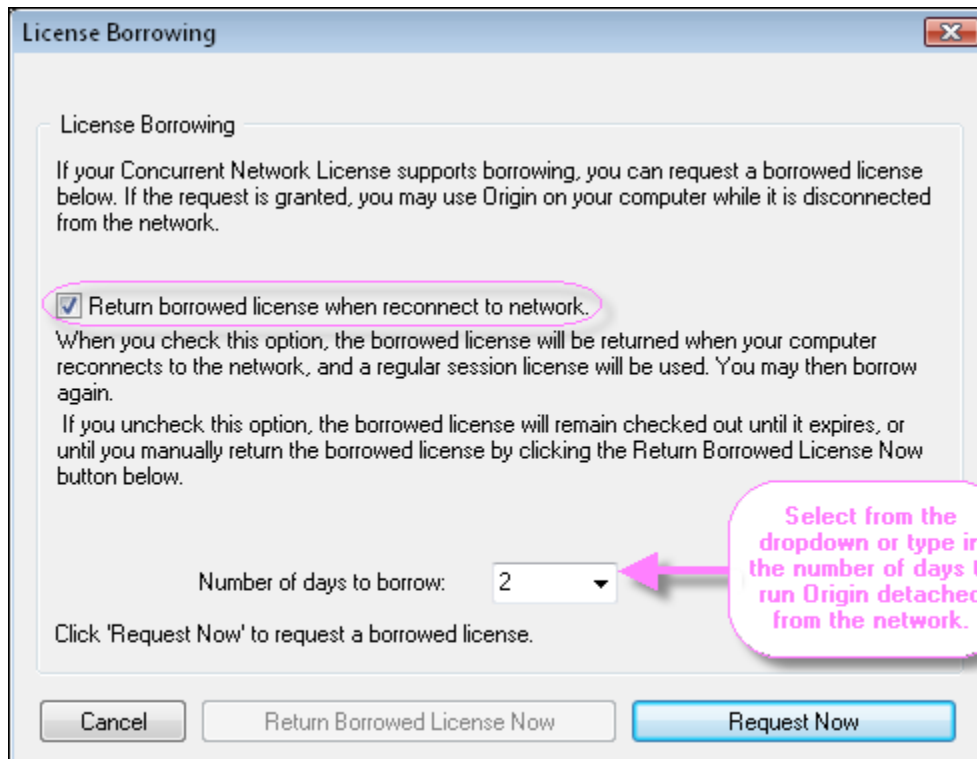 License Borrowing
License Borrowing
If your Concurrent Network License supports borrowing, you can request a borrowed license
below. If the request is granted, you may use Origin on your computer while it is disconnected
from the network.
Return borrowed license when reconnect to network.
When you check this option, the borrowed license will be returned when your computer
reconnects to the network, and a regular session license will be used. You may then borrow
again.
If you uncheck this option, the borrowed license will remain checked out until it expires, or
until you manually return the borrowed license by clicking the Return Borrowed License Now
button below.
Select from the
dropdown or type in
the number of days
run Origin detached
from the network.
Number of days to borrow: 2
Click 'Request Now' to request a borrowed license.
Cancel Return Borrowed License Now Request Now